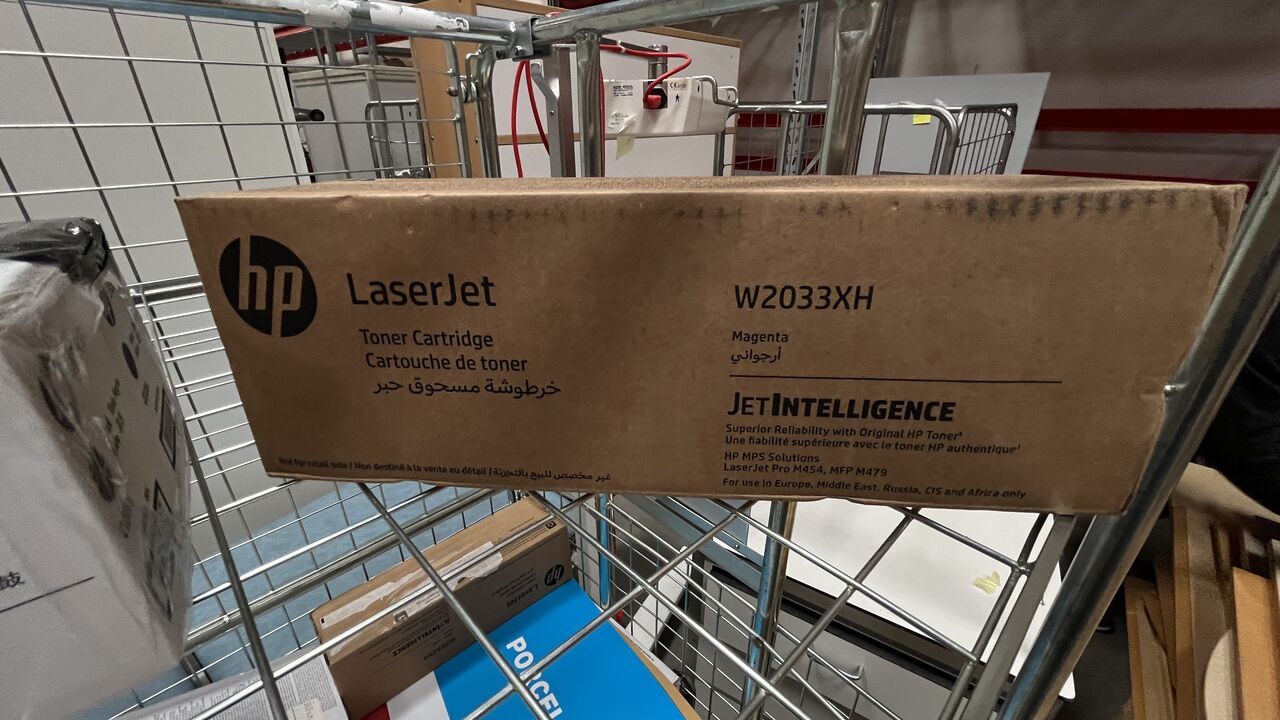 hp
LaserJet
Toner Cartridge
Cartouche de toner
خرطوشة مسحوق حبر
Not for retail sale / Non destiné à la vente au détail / غير مخصص للبيع بالتجزئة
W2033XH
Magenta
أرجواني
JETINTELLIGENCE
Superior Reliability with Original HP Toner¹
Une fiabilité supérieure avec le toner HP authentique¹
HP MPS Solutions
LaserJet Pro M454, MFP M479
For use in Europe, Middle East, Russia, CIS and Africa only
hp
JETINTELLIGENCE
W2032XH